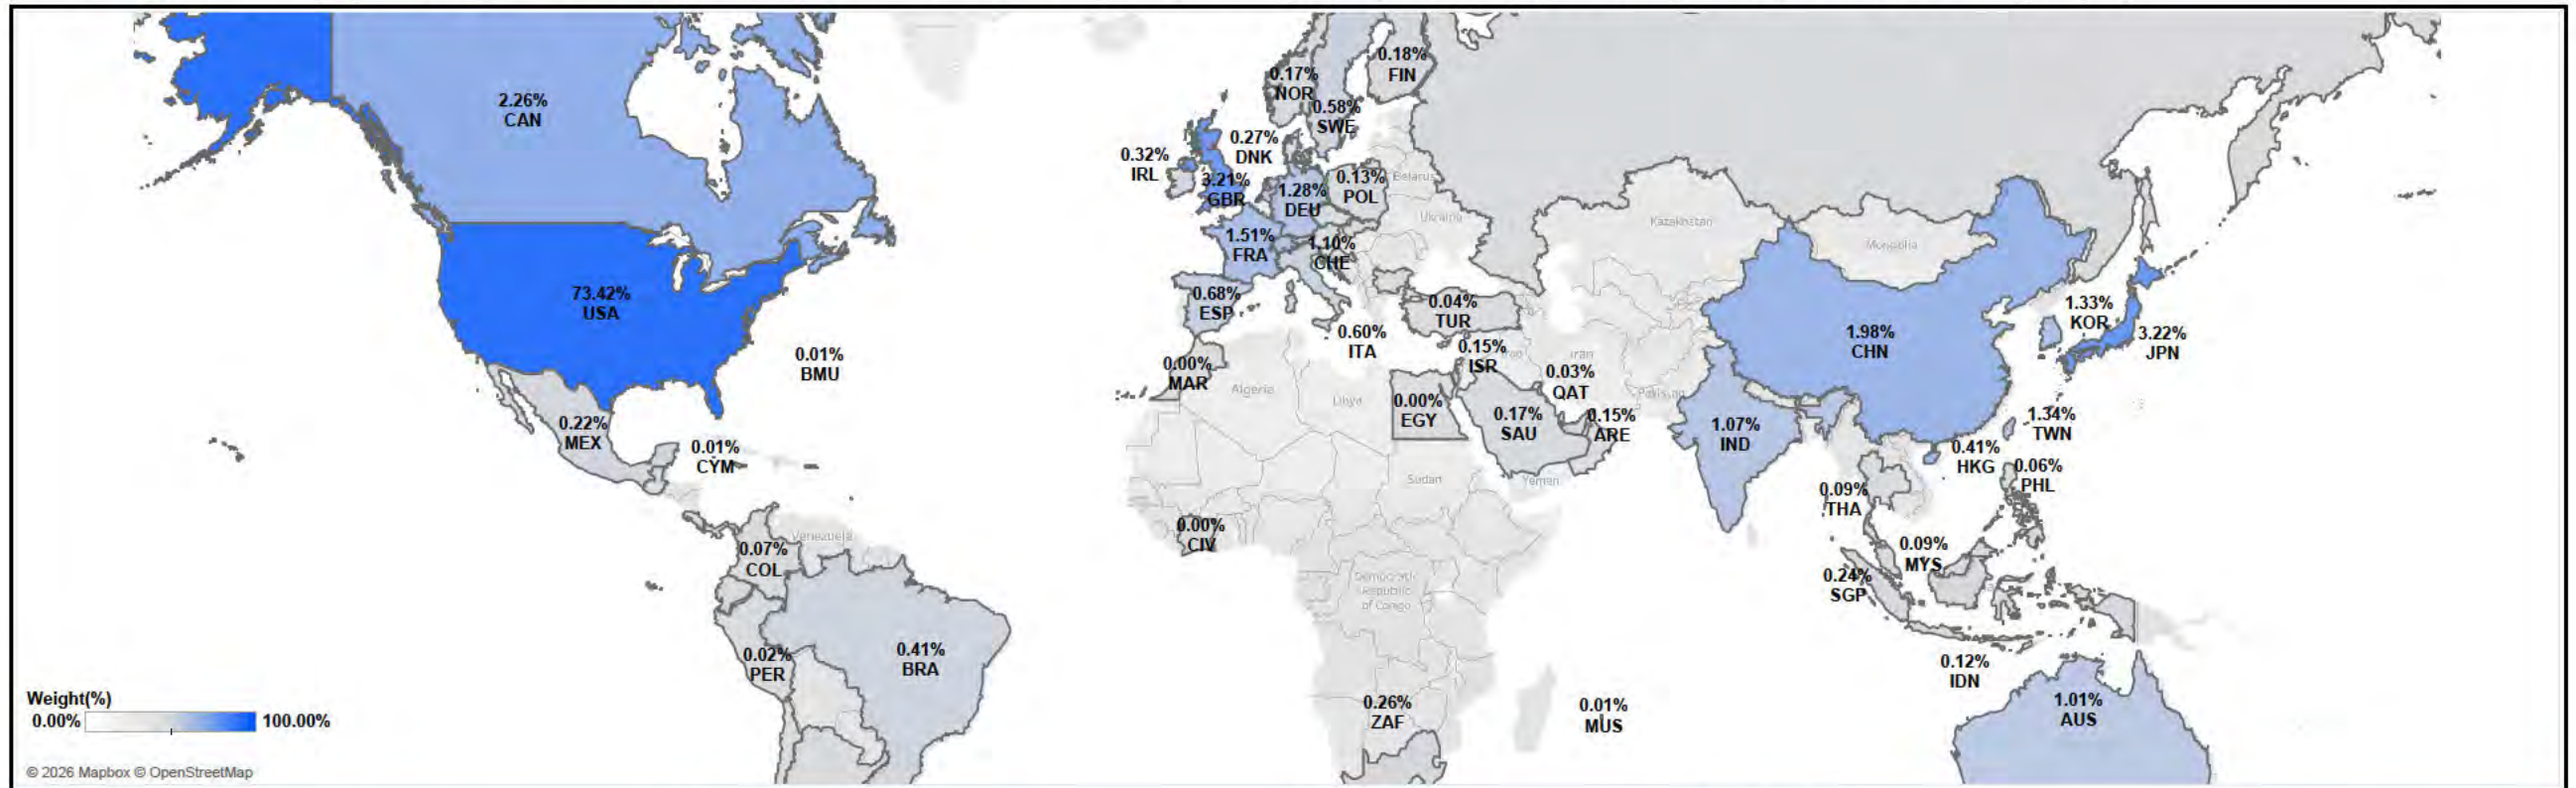 2.26%
CAN
73.42%
USA
0.01%
BMU
0.22%
MEX
0.01%
CYM
0.07%
COL
Venezuela
0.02%
PER
0.41%
BRA
Weight(%)
0.00%
100.00%
© 2026 Mapbox © OpenStreetMap
0.18%
FIN
0.17%
NOR
0.58%
SWE
0.27%
DNK
0.32%
IRL
3.21%
GBR
1.28%
DEU
0.13%
POL
Belarus
Ukraine
1.51%
FRA
1.10%
CHE
0.68%
ESP
0.60%
ITA
0.04%
TUR
0.00%
MAR
Algeria
Libya
0.00%
EGY
0.15%
ISR
Iraq
Iran
0.03%
QAT
0.17%
SAU
0.15%
ARE
Sudan
Yemen
0.00%
CIV
Democratic
Republic
of Congo
0.26%
ZAF
0.01%
MUS
Kazakhstan
Mongolia
Pakistan
1.98%
CHN
1.07%
IND
1.33%
KOR
3.22%
JPN
1.34%
TWN
0.41%
HKG
0.06%
PHL
0.09%
THA
0.09%
MYS
0.24%
SGP
0.12%
IDN
1.01%
AUS